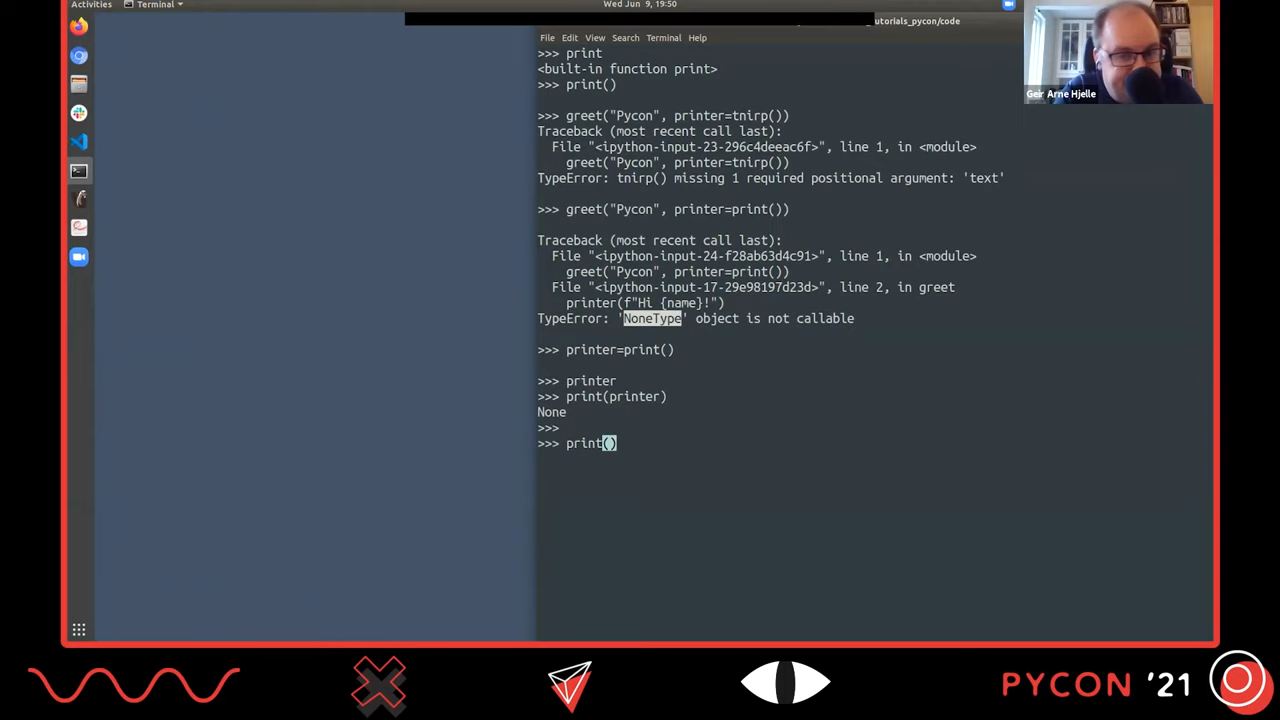 Activities Terminal Wed Jun 9, 19:50
utorials_pycon/code
File Edit View Search Terminal Help
>>> print
<built-in function print>
>>> print()
>>> greet("Pycon", printer=tnirp())
Traceback (most recent call last):
File "<ipython-input-23-296c4deeac6f>", line 1, in <module>
greet("Pycon", printer=tnirp())
TypeError: tnirp() missing 1 required positional argument: 'text'
>>> greet("Pycon", printer=print())
Traceback (most recent call last):
File "<ipython-input-24-f28ab63d4c91>", line 1, in <module>
greet("Pycon", printer=print())
File "<ipython-input-17-29e98197d23d>", line 2, in greet
printer(f"Hi {name}!")
TypeError: 'NoneType' object is not callable
>>> printer=print()
>>> printer
>>> print(printer)
None
>>>
>>> print()
Geir Arne Hjelle
PYCON '21